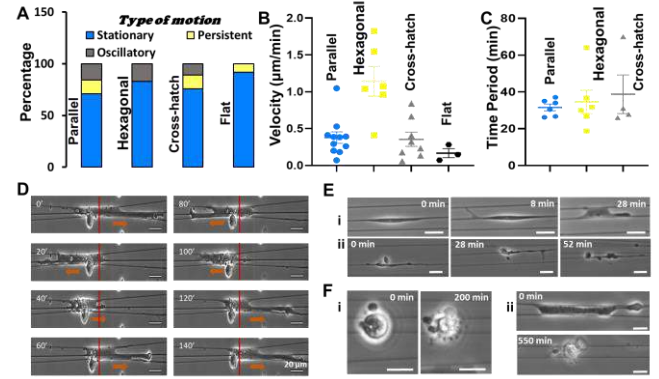 A
Type of motion
Stationary
Persistent
Oscillatory
Percentage
150
100
50
0
Parallel
Hexagonal
Cross-hatch
Flat
B
Velocity (µm/min)
2.0
1.5
1.0
0.5
0.0
Parallel
Hexagonal
Cross-hatch
Flat
C
Time Period (min)
80
60
40
20
0
Parallel
Hexagonal
Cross-hatch
D
0'
80'
20'
100'
40'
120'
60'
140'
20 µm
E
i
0 min
8 min
28 min
ii
0 min
28 min
52 min
F
i
0 min
200 min
ii
0 min
550 min